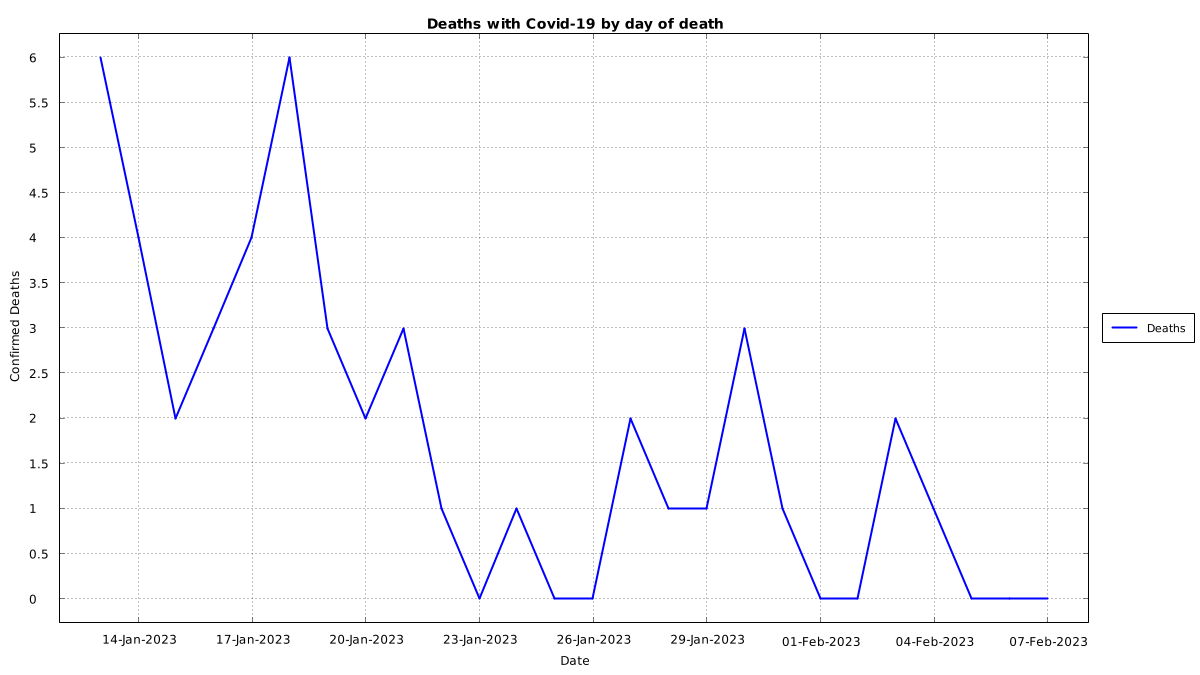 Deaths with Covid-19 by day of death
6
5.5
5
4.5
4
3.5
3
2.5
2
1.5
1
0.5
0
Confirmed Deaths
14-Jan-2023 17-Jan-2023 20-Jan-2023 23-Jan-2023 26-Jan-2023 29-Jan-2023 01-Feb-2023 04-Feb-2023 07-Feb-2023
Date
Deaths